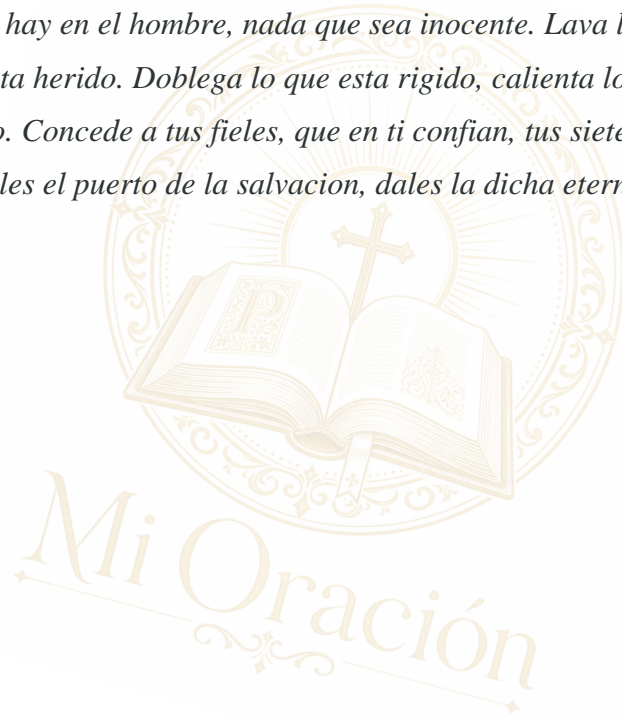 hay en el hombre, nada que sea inocente. Lava l
ta herido. Doblega lo que esta rigido, calienta lo
o. Concede a tus fieles, que en ti confian, tus siete
les el puerto de la salvacion, dales la dicha etern
P
Mi Oración